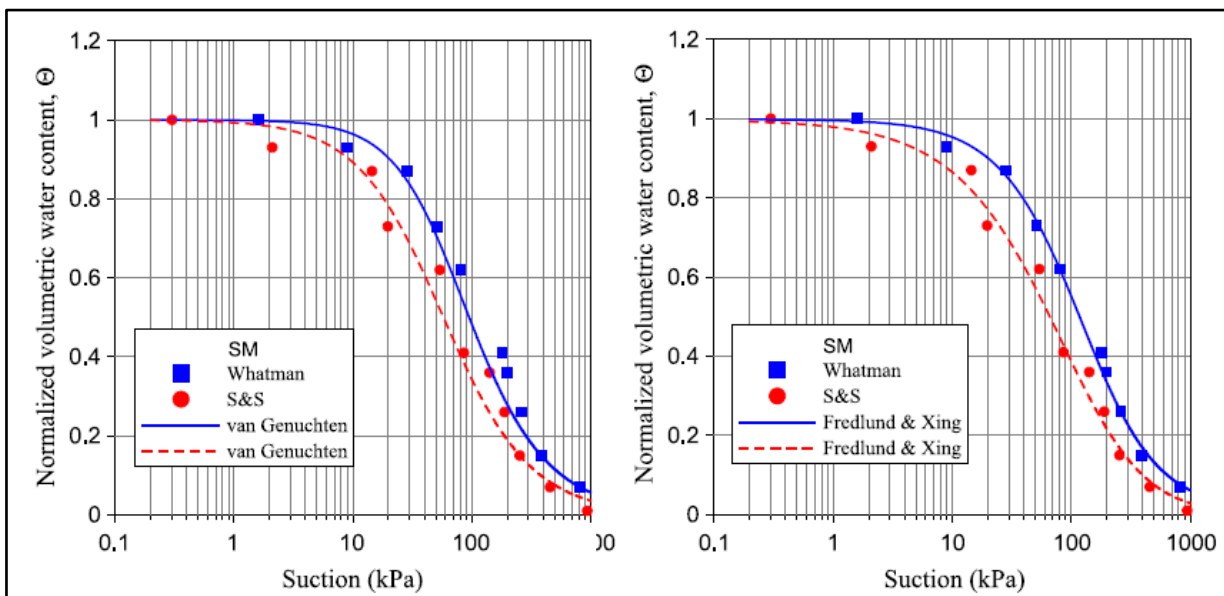 Normalized volumetric water content, Θ
1.2
1
0.8
0.6
0.4
0.2
0
SM
Whatman
S&S
van Genuchten
van Genuchten
0.1
1
10
100
00
Suction (kPa)
Normalized volumetric water content, Θ
1.2
1
0.8
0.6
0.4
0.2
0
SM
Whatman
S&S
Fredlund & Xing
Fredlund & Xing
0.1
1
10
100
1000
Suction (kPa)